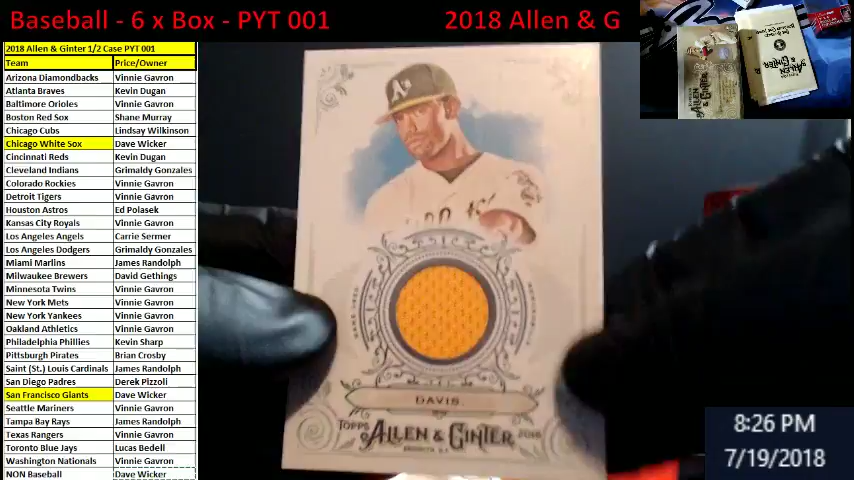 Baseball - 6 x Box - PYT 001
2018 Allen & G
2018 Allen & Ginter 1/2 Case PYT 001
Team Price/Owner
Arizona Diamondbacks Vinnie Gavron
Atlanta Braves Kevin Dugan
Baltimore Orioles Vinnie Gavron
Boston Red Sox Shane Murray
Chicago Cubs Lindsay Wilkinson
Chicago White Sox Dave Wicker
Cincinnati Reds Kevin Dugan
Cleveland Indians Grimaldy Gonzales
Colorado Rockies Vinnie Gavron
Detroit Tigers Vinnie Gavron
Houston Astros Ed Polasek
Kansas City Royals Vinnie Gavron
Los Angeles Angels Carrie Sermer
Los Angeles Dodgers Grimaldy Gonzales
Miami Marlins James Randolph
Milwaukee Brewers David Gethings
Minnesota Twins Vinnie Gavron
New York Mets Vinnie Gavron
New York Yankees Vinnie Gavron
Oakland Athletics Vinnie Gavron
Philadelphia Phillies Kevin Sharp
Pittsburgh Pirates Brian Crosby
Saint (St.) Louis Cardinals James Randolph
San Diego Padres Derek Pizzoli
San Francisco Giants Dave Wicker
Seattle Mariners Vinnie Gavron
Tampa Bay Rays James Randolph
Texas Rangers Vinnie Gavron
Toronto Blue Jays Lucas Bedell
Washington Nationals Vinnie Gavron
NON Baseball Dave Wicker
A's
DAVIS
TOPPS ALLEN & GINTER 2018
ALLEN & GINTER
ALLEN & GINTER
8:26 PM
7/19/2018